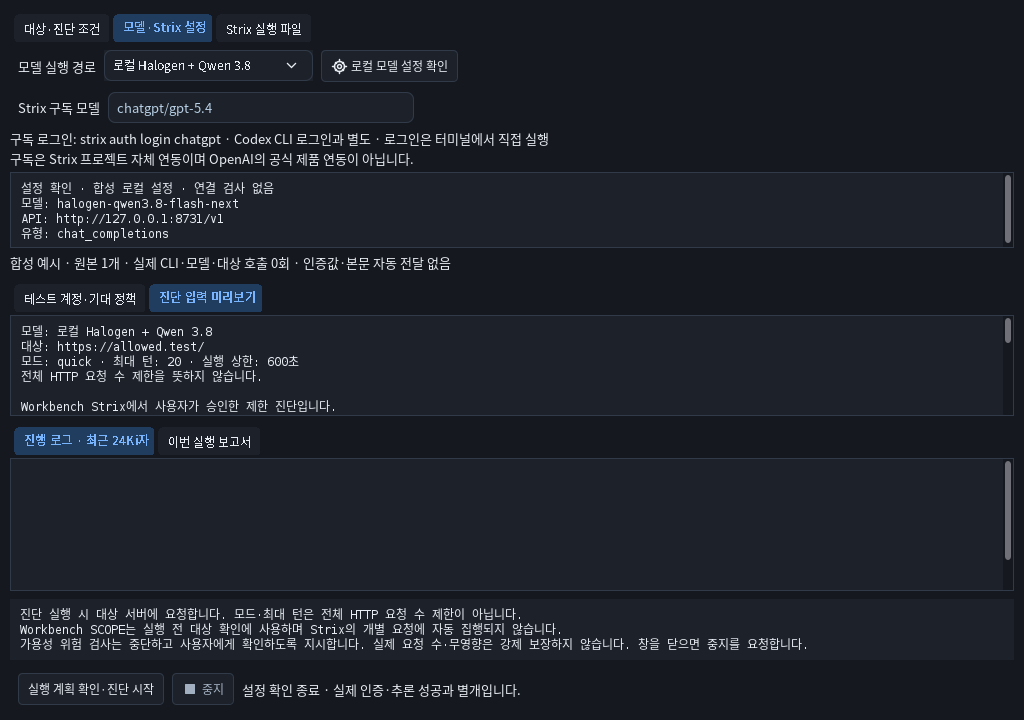 대상·진단 조건
모델·Strix 설정
Strix 실행 파일
모델 실행 경로
로컬 Halogen + Qwen 3.8
로컬 모델 설정 확인
Strix 구독 모델
chatgpt/gpt-5.4
구독 로그인: strix auth login chatgpt · Codex CLI 로그인과 별도 · 로그인은 터미널에서 직접 실행
구독은 Strix 프로젝트 자체 연동이며 OpenAI의 공식 제품 연동이 아닙니다.
설정 확인 · 합성 로컬 설정 · 연결 검사 없음
모델: halogen-qwen3.8-flash-next
API: http://127.0.0.1:8731/v1
유형: chat_completions
합성 예시 · 원본 1개 · 실제 CLI·모델·대상 호출 0회 · 인증값·본문 자동 전달 없음
테스트 계정·기대 정책
진단 입력 미리보기
모델: 로컬 Halogen + Qwen 3.8
대상: https://allowed.test/
모드: quick · 최대 턴: 20 · 실행 상한: 600초
전체 HTTP 요청 수 제한을 뜻하지 않습니다.
Workbench Strix에서 사용자가 승인한 제한 진단입니다.
진행 로그 · 최근 24Ki자
이번 실행 보고서
진단 실행 시 대상 서버에 요청합니다. 모드·최대 턴은 전체 HTTP 요청 수 제한이 아닙니다.
Workbench SCOPE는 실행 전 대상 확인에 사용하며 Strix의 개별 요청에 자동 집행되지 않습니다.
가용성 위험 검사는 중단하고 사용자에게 확인하도록 지시합니다. 실제 요청 수·무영향은 강제 보장하지 않습니다. 창을 닫으면 중지를 요청합니다.
실행 계획 확인·진단 시작
중지
설정 확인 종료 · 실제 인증·추론 성공과 별개입니다.